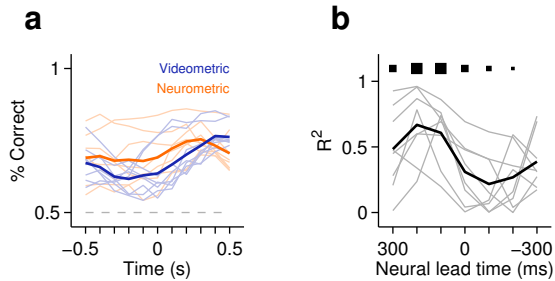 a
% Correct
1
0.5
Videometric
Neurometric
−0.5
0
0.5
Time (s)
b
R²
1
0.5
0
300
0
−300
Neural lead time (ms)